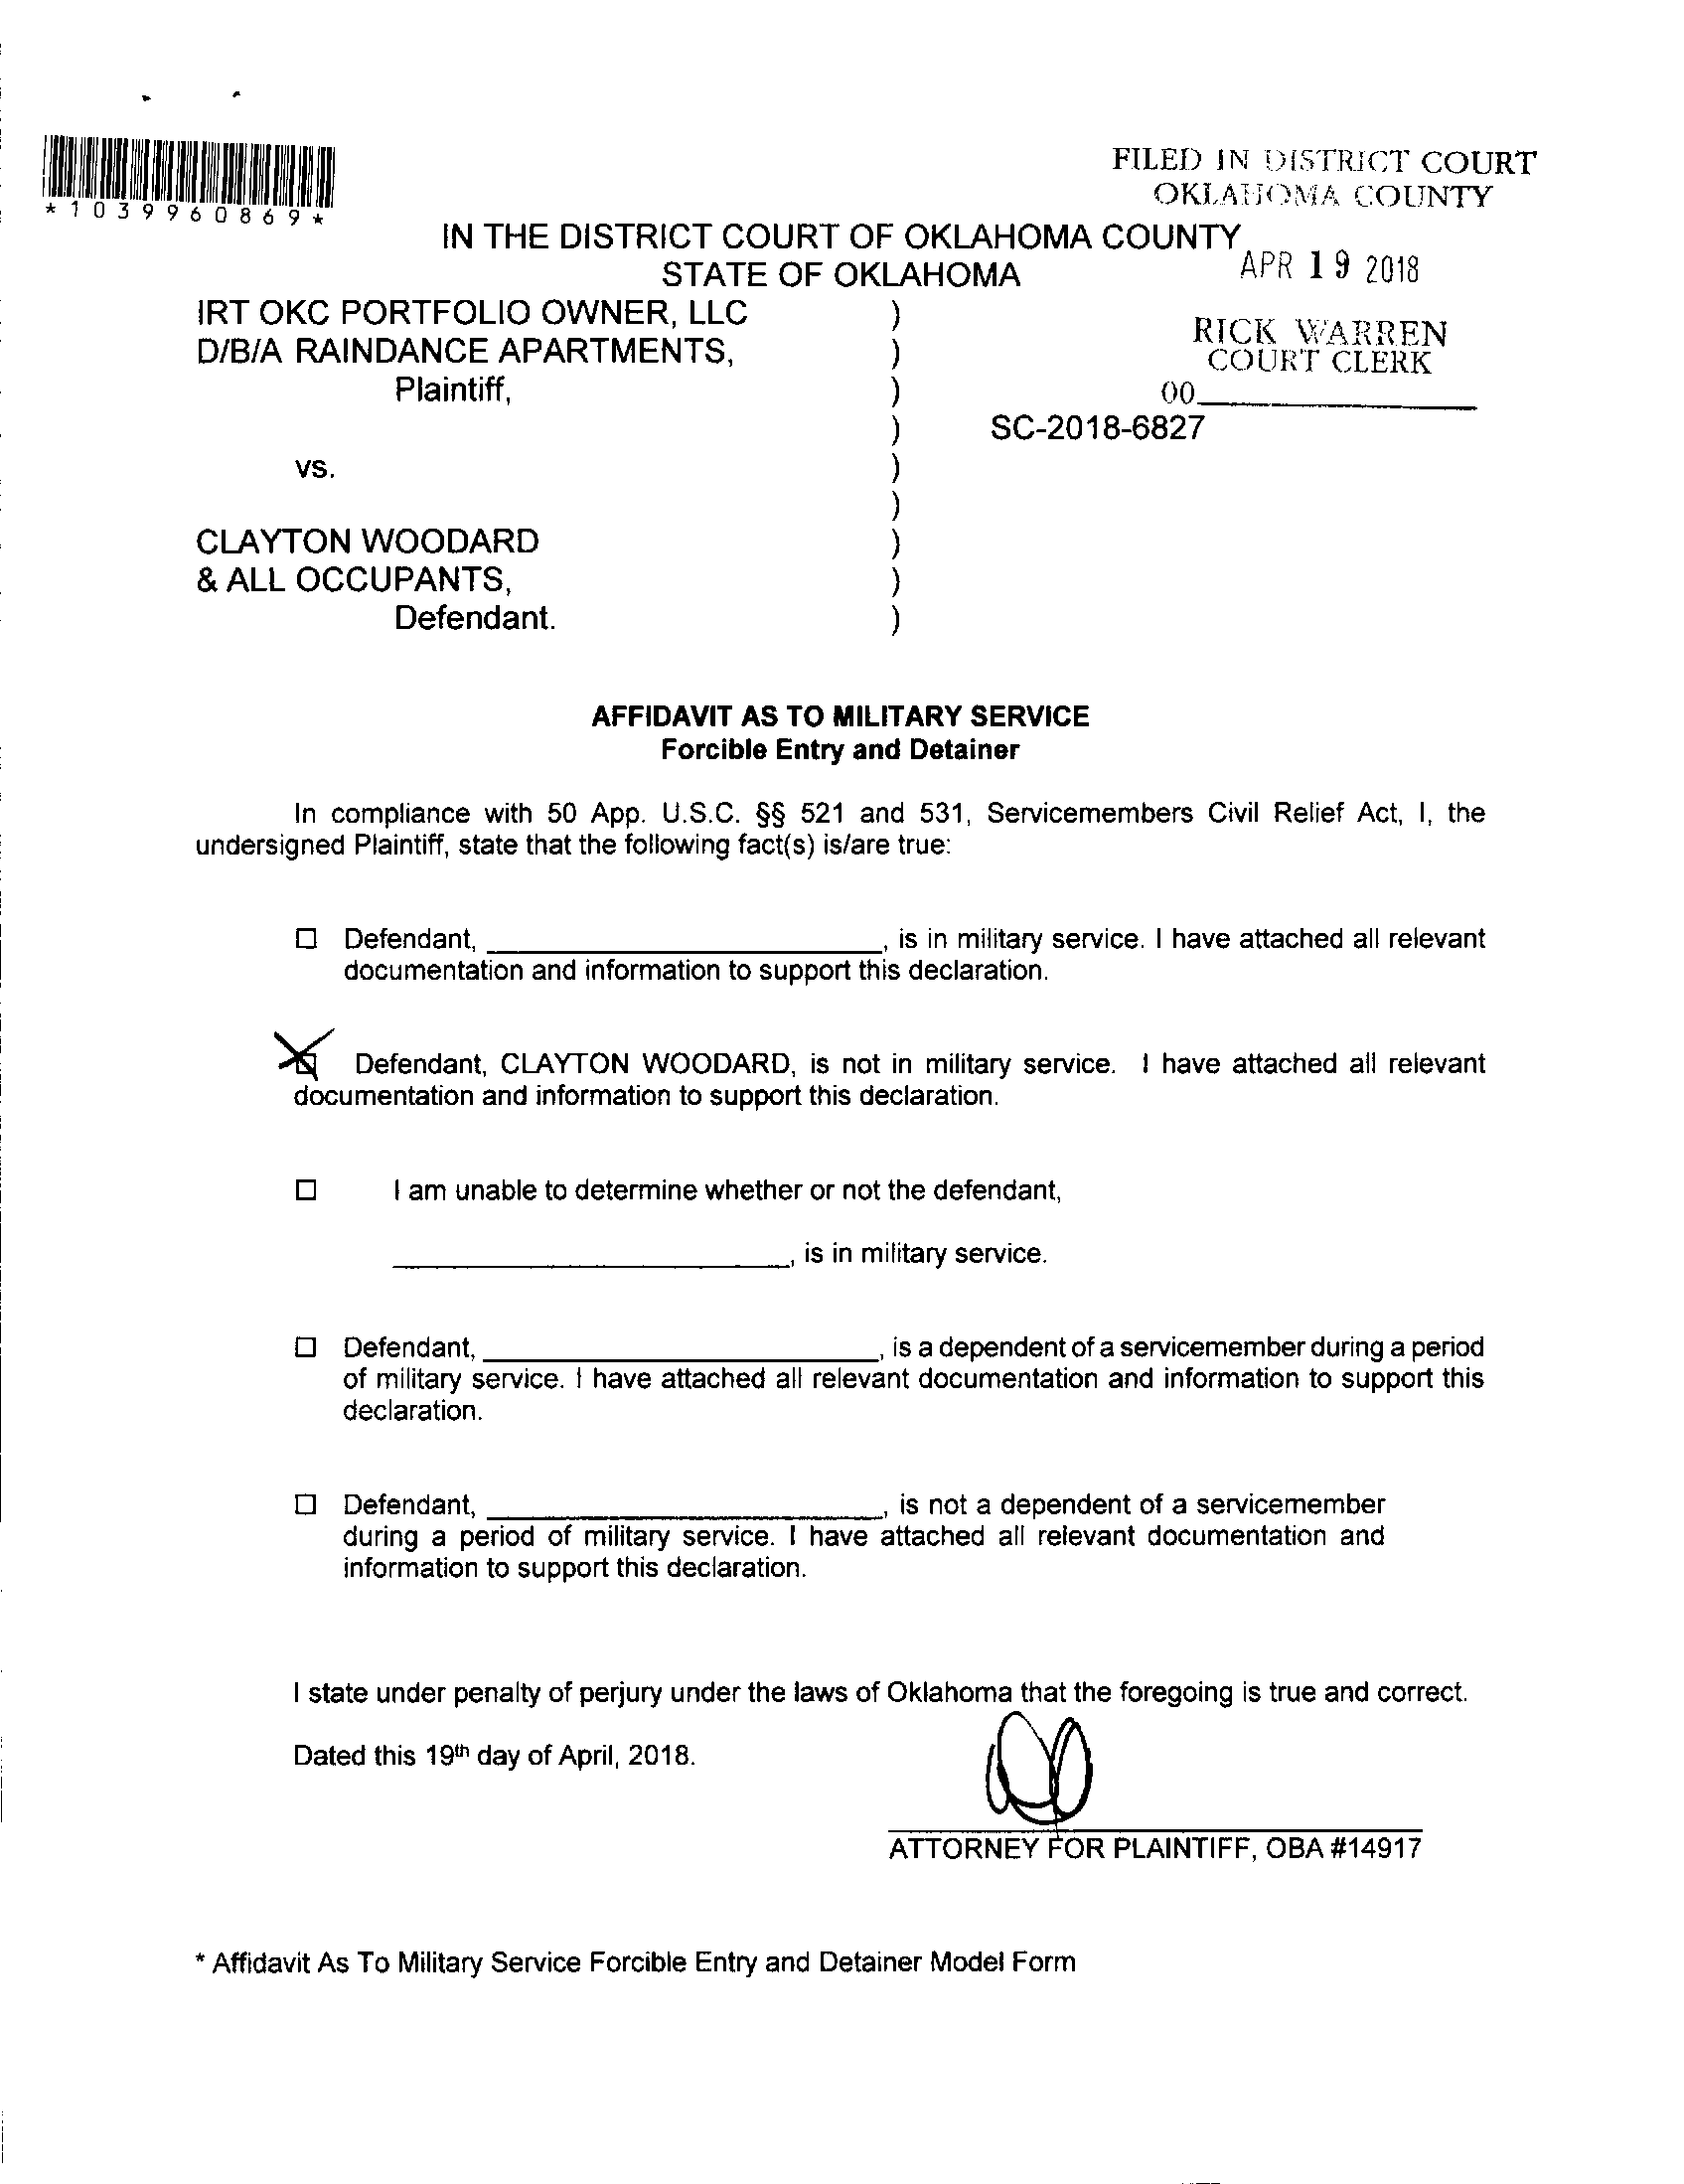 FILED IN DISTRICT COURT
OKLAHOMA COUNTY
*1039960869*
IN THE DISTRICT COURT OF OKLAHOMA COUNTY
STATE OF OKLAHOMA
APR 19 2018
IRT OKC PORTFOLIO OWNER, LLC )
D/B/A RAINDANCE APARTMENTS, )
RICK WARREN
COURT CLERK
Plaintiff, )
00
) SC-2018-6827
vs. )
)
CLAYTON WOODARD )
& ALL OCCUPANTS, )
Defendant. )
AFFIDAVIT AS TO MILITARY SERVICE
Forcible Entry and Detainer
In compliance with 50 App. U.S.C. §§ 521 and 531, Servicemembers Civil Relief Act, I, the
undersigned Plaintiff, state that the following fact(s) is/are true:
☐ Defendant, ____________________, is in military service. I have attached all relevant
documentation and information to support this declaration.
☒ Defendant, CLAYTON WOODARD, is not in military service. I have attached all relevant
documentation and information to support this declaration.
☐ I am unable to determine whether or not the defendant,
____________________, is in military service.
☐ Defendant, ____________________, is a dependent of a servicemember during a period
of military service. I have attached all relevant documentation and information to support this
declaration.
☐ Defendant, ____________________, is not a dependent of a servicemember
during a period of military service. I have attached all relevant documentation and
information to support this declaration.
I state under penalty of perjury under the laws of Oklahoma that the foregoing is true and correct.
Dated this 19th day of April, 2018.
ATTORNEY FOR PLAINTIFF, OBA #14917
* Affidavit As To Military Service Forcible Entry and Detainer Model Form